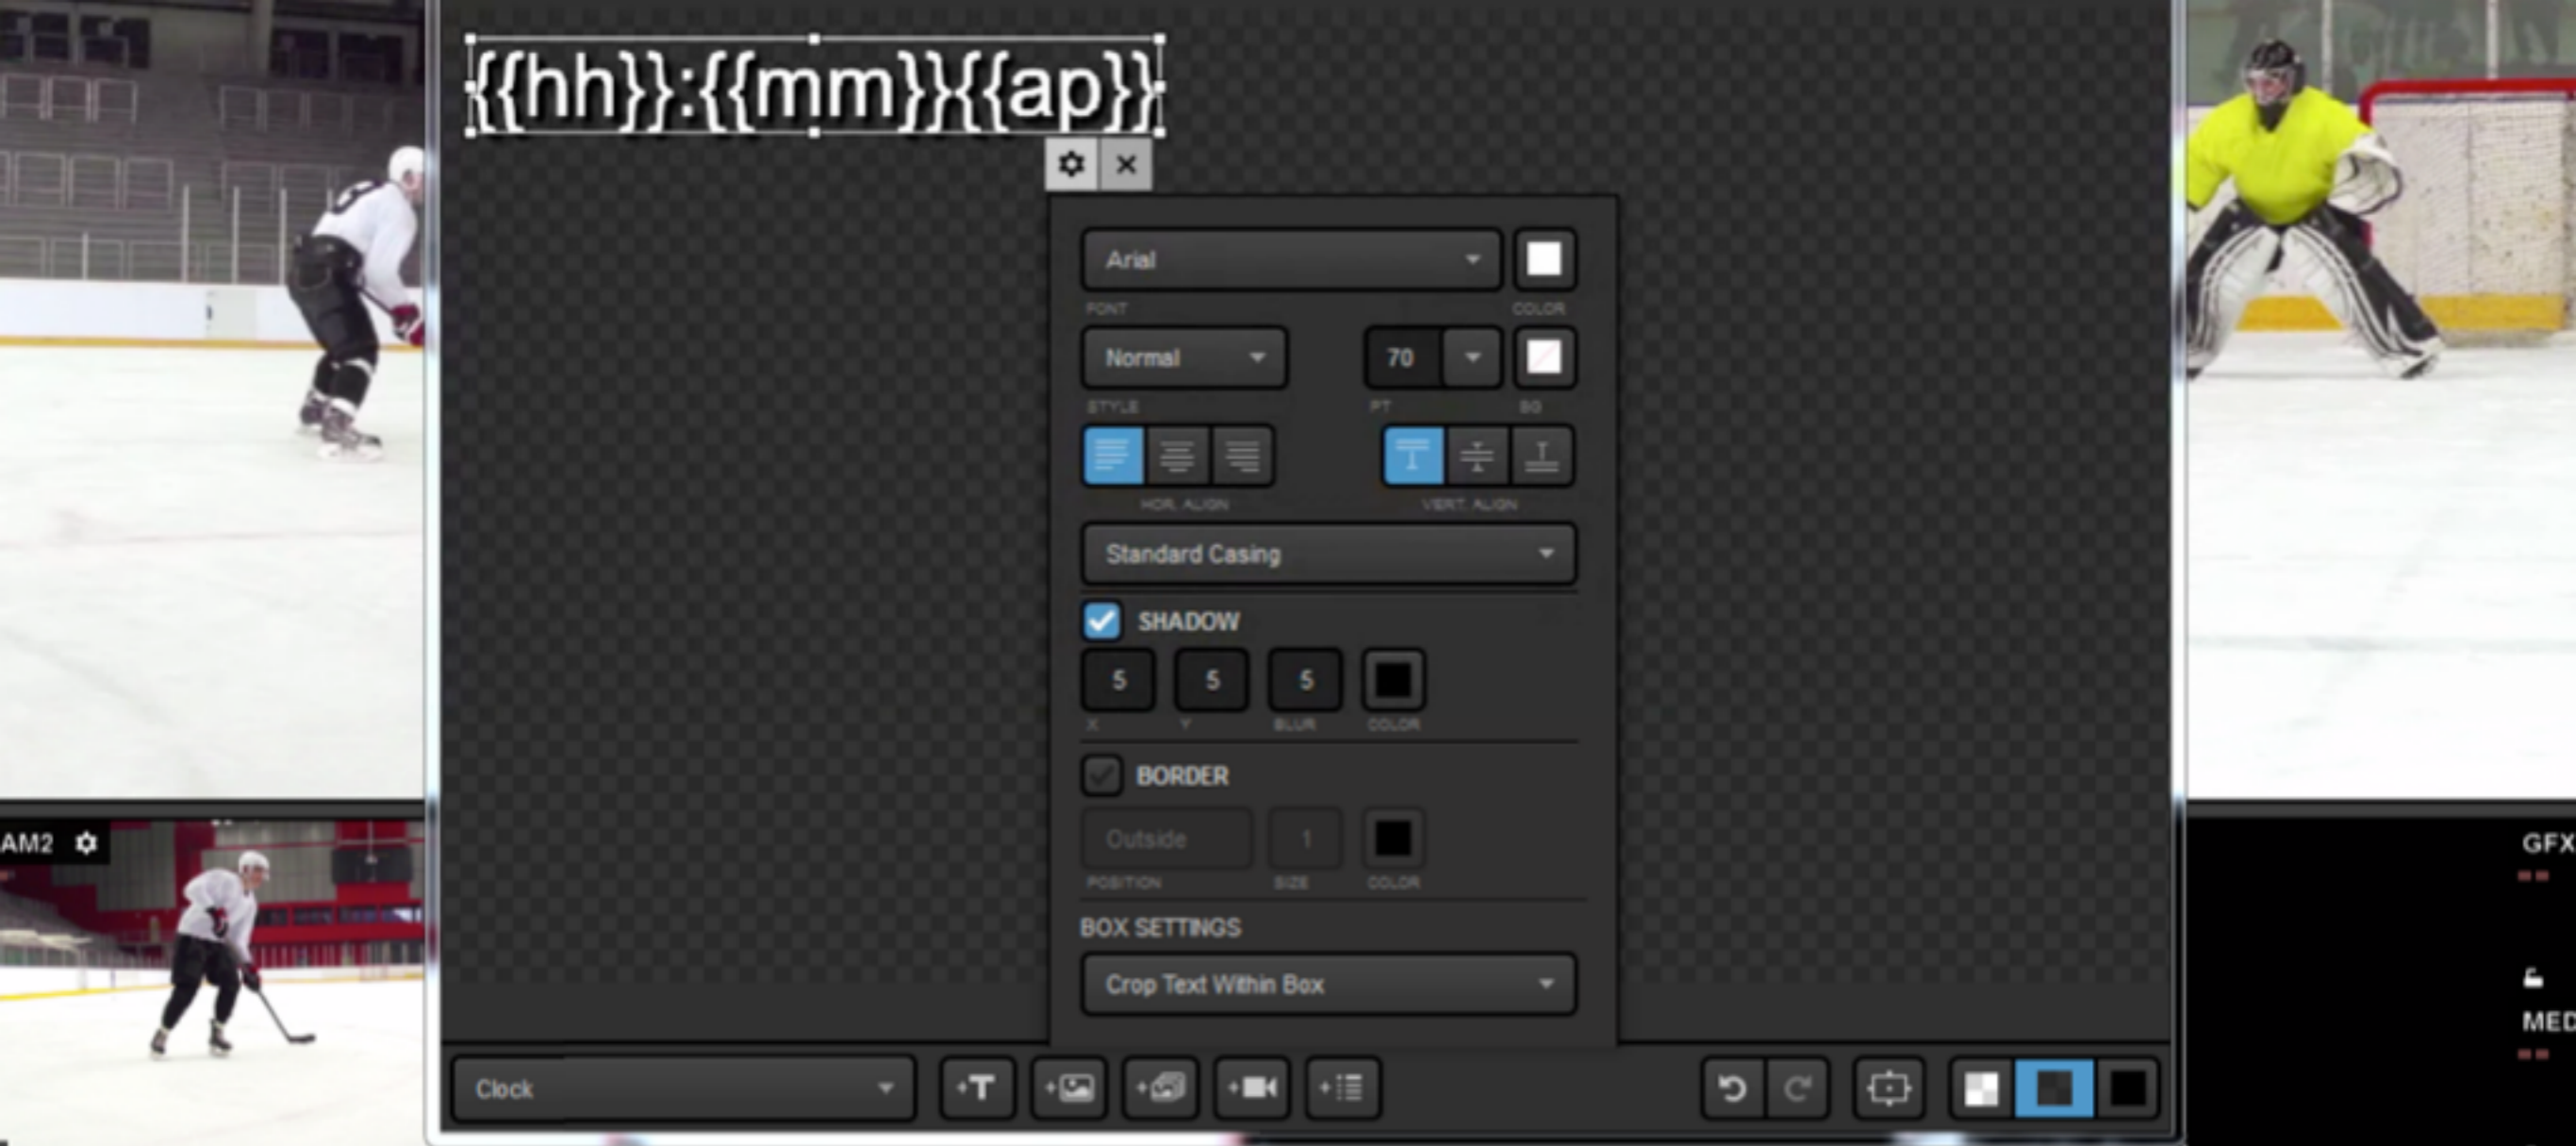 {{hh}}:{{mm}}{{ap}}
Arial
FONT COLOR
Normal 70
STYLE PT BG
HOR. ALIGN VERT. ALIGN
Standard Casing
SHADOW
5 5 5
X Y BLUR COLOR
BORDER
Outside 1
POSITION SIZE COLOR
BOX SETTINGS
Crop Text Within Box
Clock +T
AM2
GFX
MED